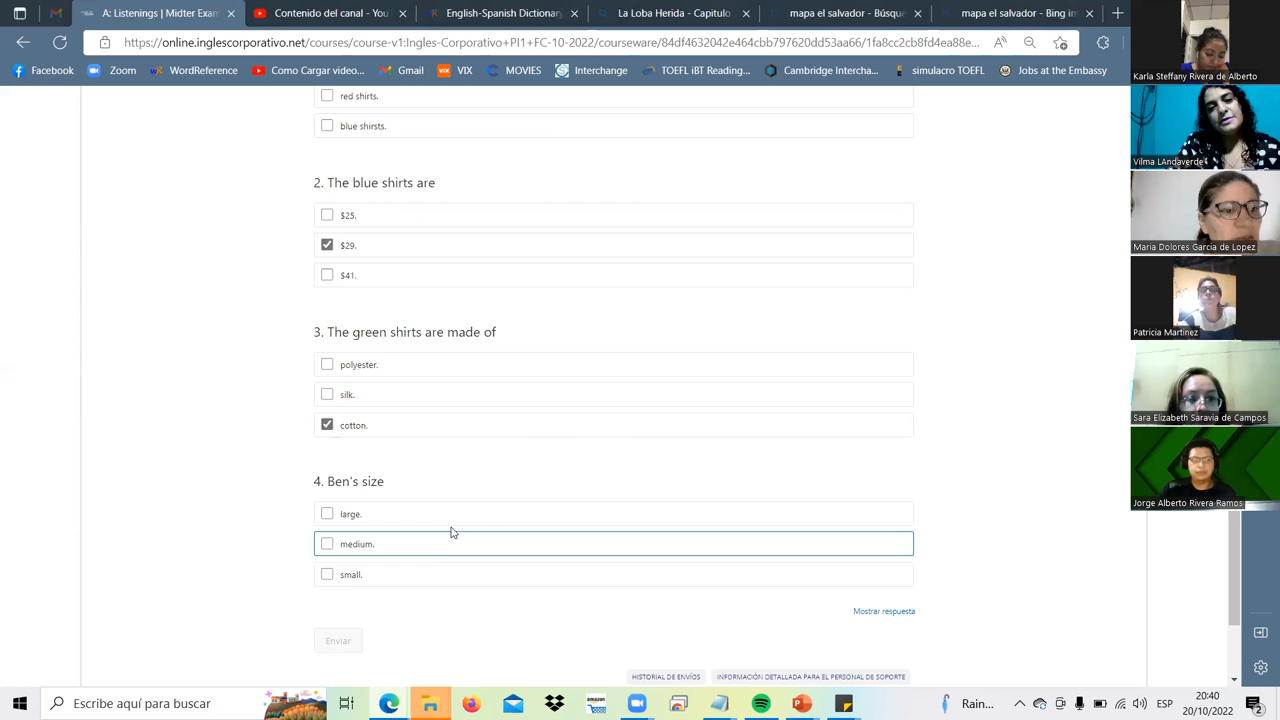 A: Listenings | Midter Exam
Contenido del canal - You
English-Spanish Dictionary
La Loba Herida - Capítulo
mapa el salvador - Búsque
mapa el salvador - Bing im
https://online.inglescorporativo.net/courses/course-v1:Ingles-Corporativo+PI1+FC-10-2022/courseware/84df4632042e464cbb797620dd53aa66/1fa8cc2cb8fd4ea88e...
Facebook
Zoom
WordReference
Como Cargar video...
Gmail
VIX
COURSES
Interchange
TOEFL IBT Reading...
Cambridge Intercha...
simulacro TOEFL
Jobs at the Embassy
red shirts.
blue shirsts.
2. The blue shirts are
$25.
$29.
$41.
3. The green shirts are made of
polyester.
silk.
cotton.
4. Ben's size
large.
medium.
small.
Mostrar respuesta
Enviar
HISTORIAL DE ENVÍOS
INFORMACIÓN DETALLADA PARA EL PERSONAL DE SOPORTE
Karla Steffany Rivera de Alberto
Vilma LAndaverde
Maria Dolores Garcia de Lopez
Patricia Martinez
Sara Elizabeth Saravia de Campos
Jorge Alberto Rivera Ramos
Escribe aquí para buscar
amazon
Rain...
ESP
20:40
20/10/2022
2